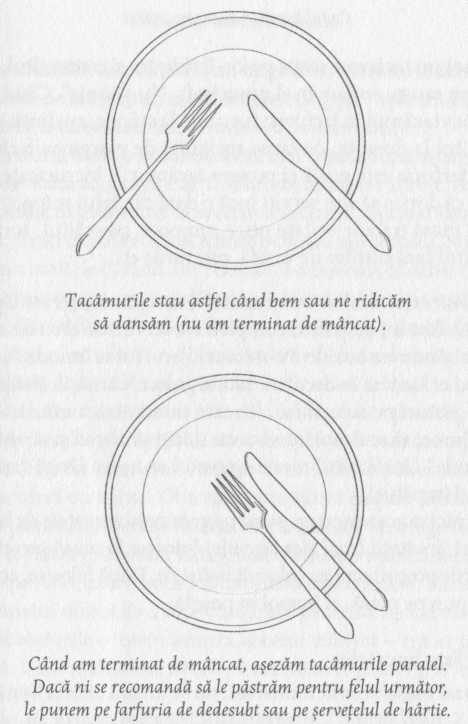 Tacâmurile stau astfel când bem sau ne ridicăm
să dansăm (nu am terminat de mâncat).
Când am terminat de mâncat, așezăm tacâmurile paralel.
Dacă ni se recomandă să le păstrăm pentru felul următor,
le punem pe farfuria de dedesubt sau pe șervețelul de hârtie.